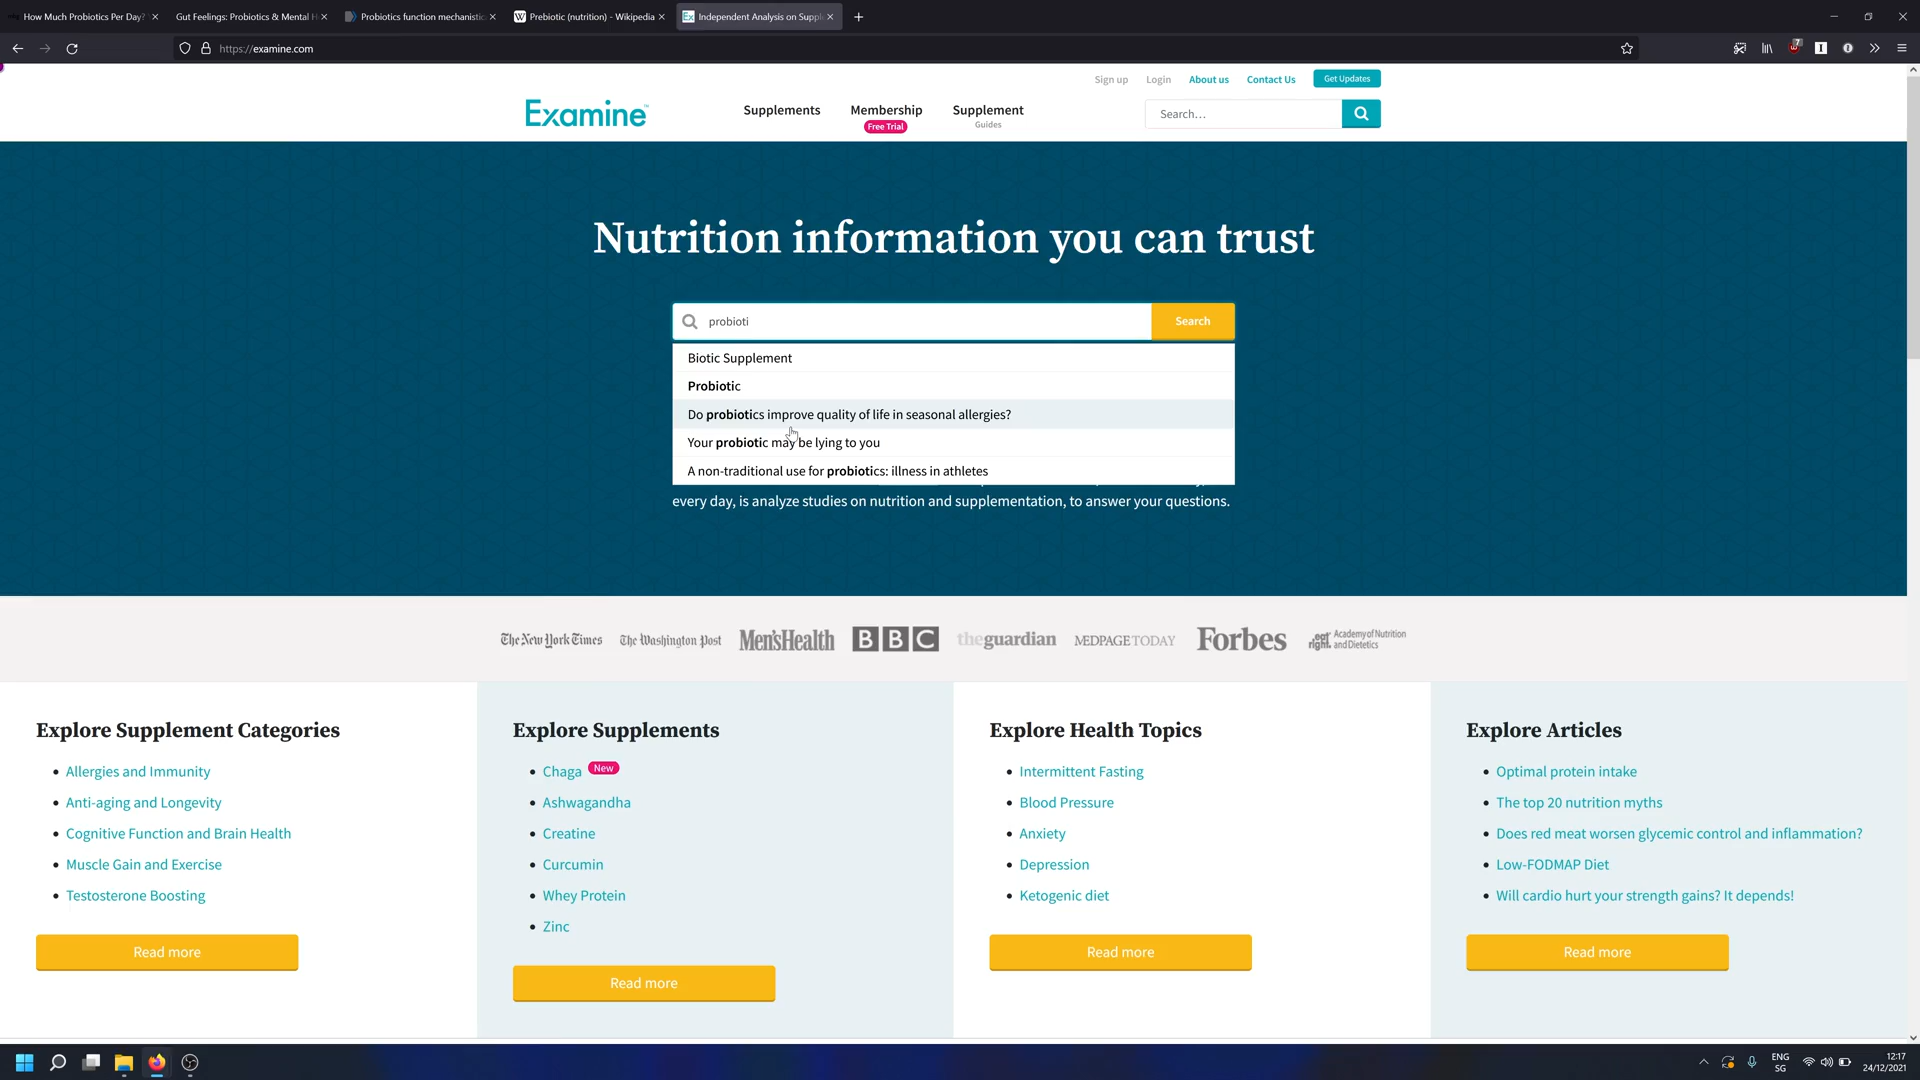 How Much Probiotics Per Day?
Gut Feelings: Probiotics & Mental H
Probiotics function mechanistic
Prebiotic (nutrition) - Wikipedia
Independent Analysis on Suppl
https://examine.com
7
Sign up
Login
About us
Contact Us
Get Updates
Examine
Supplements
Membership
Free Trial
Supplement
Guides
Search...
Nutrition information you can trust
probioti
Search
Biotic Supplement
Probiotic
Do probiotics improve quality of life in seasonal allergies?
Your probiotic may be lying to you
A non-traditional use for probiotics: illness in athletes
every day, is analyze studies on nutrition and supplementation, to answer your questions.
The New York Times
The Washington Post
Men'sHealth
BBC
theguardian
MEDPAGE TODAY
Forbes
eat right. Academy of Nutrition
and Dietetics
Explore Supplement Categories
Allergies and Immunity
Anti-aging and Longevity
Cognitive Function and Brain Health
Muscle Gain and Exercise
Testosterone Boosting
Read more
Explore Supplements
Chaga New
Ashwagandha
Creatine
Curcumin
Whey Protein
Zinc
Read more
Explore Health Topics
Intermittent Fasting
Blood Pressure
Anxiety
Depression
Ketogenic diet
Read more
Explore Articles
Optimal protein intake
The top 20 nutrition myths
Does red meat worsen glycemic control and inflammation?
Low-FODMAP Diet
Will cardio hurt your strength gains? It depends!
Read more
ENG
SG
12:17
24/12/2021